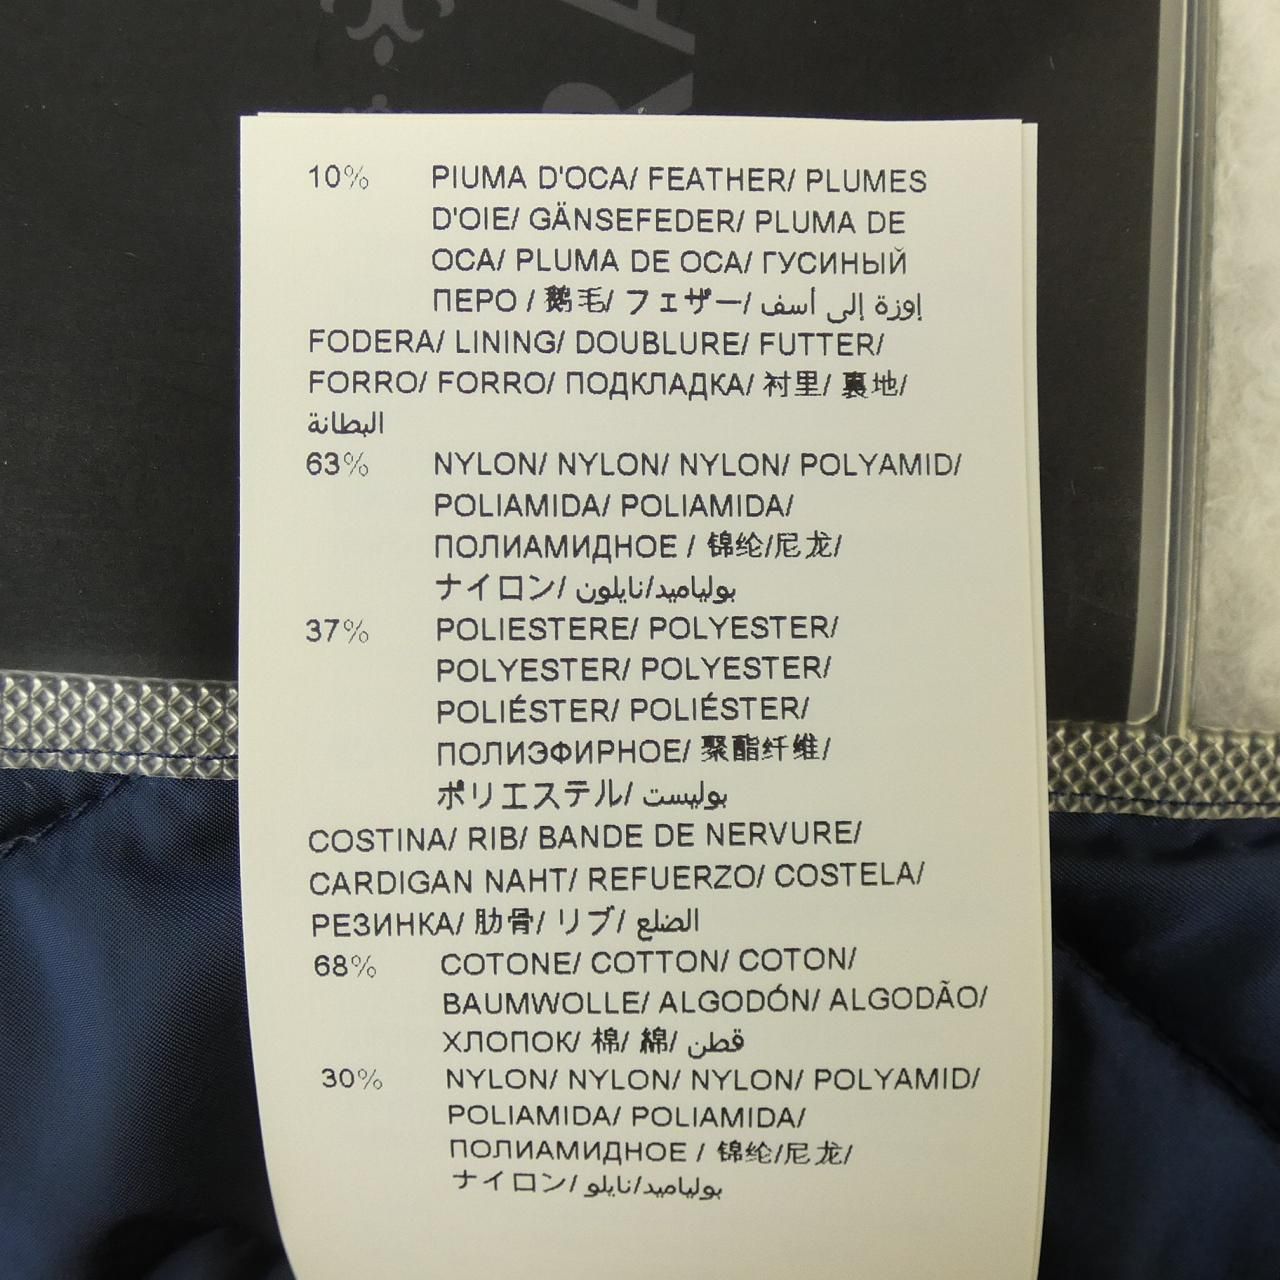 RA
10% PIUMA D'OCA/ FEATHER/ PLUMES
D'OIE/ GÄNSEFEDER/ PLUMA DE
OCA/ PLUMA DE OCA/ ГУСИНЫЙ
ПЕРО / 鹅毛/ フェザー/ إوزة إلى أسف
FODERA/ LINING/ DOUBLURE/ FUTTER/
FORRO/ FORRO/ ПОДКЛАДКА/ 衬里/ 裏地/
البطانة
63% NYLON/ NYLON/ NYLON/ POLYAMID/
POLIAMIDA/ POLIAMIDA/
ПОЛИАМИДНОЕ / 锦纶/尼龙/
ナイロン/ بولياميد/نايلون
37% POLIESTERE/ POLYESTER/
POLYESTER/ POLYESTER/
POLIÉSTER/ POLIÉSTER/
ПОЛИЭФИРНОЕ/ 聚酯纤维/
ポリエステル/ بوليست
COSTINA/ RIB/ BANDE DE NERVURE/
CARDIGAN NAHT/ REFUERZO/ COSTELA/
РЕЗИНКА/ 肋骨/ リブ/ الضلع
68% COTONE/ COTTON/ COTON/
BAUMWOLLE/ ALGODÓN/ ALGODÃO/
ХЛОПОК/ 棉/ 綿/ قطن
30% NYLON/ NYLON/ NYLON/ POLYAMID/
POLIAMIDA/ POLIAMIDA/
ПОЛИАМИДНОЕ / 锦纶/尼龙/
ナイロン/ بولياميد/نايلو